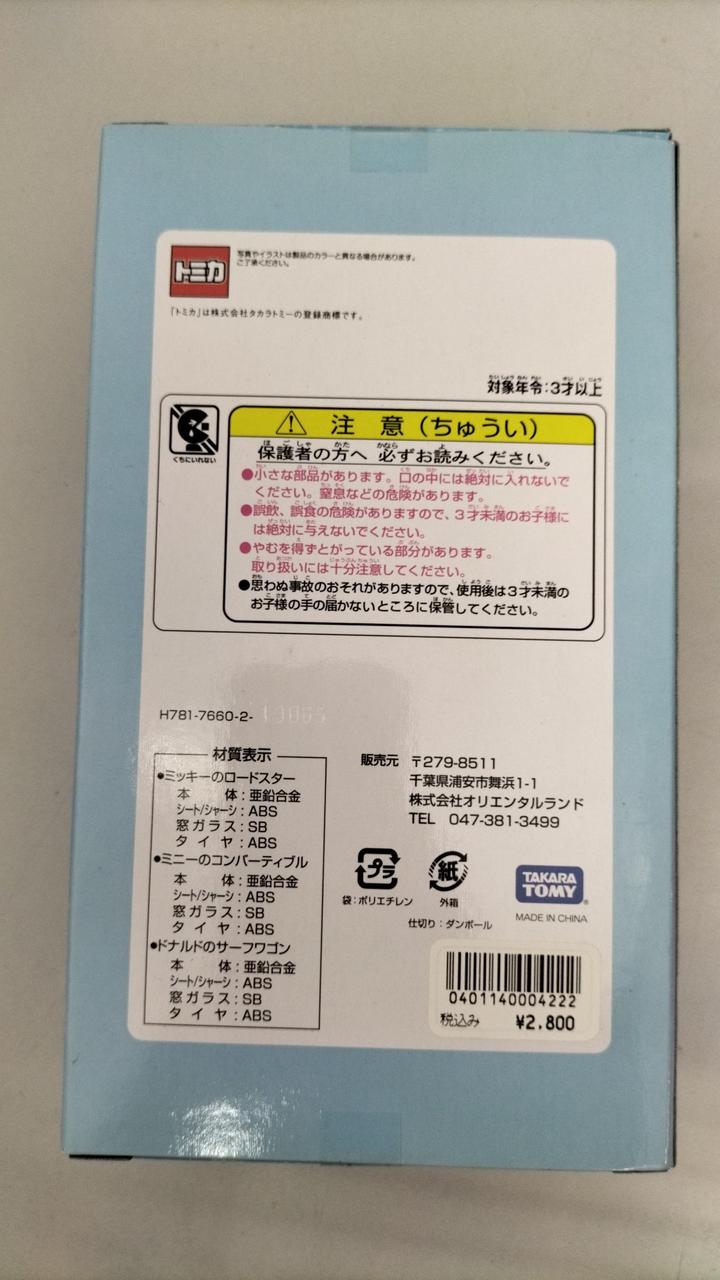 トミカ
写真やイラストは製品のカラーと異なる場合があります。
ご了承ください。
「トミカ」は株式会社タカラトミーの登録商標です。
対象年令:3才以上
くちにいれない
注 意 (ちゅうい)
保護者の方へ 必ずお読みください。
●小さな部品があります。口の中には絶対に入れないで
ください。窒息などの危険があります。
●誤飲、誤食の危険がありますので、3才未満のお子様に
は絶対に与えないでください。
●やむを得ずとがっている部分があります。
取り扱いには十分注意してください。
●思わぬ事故のおそれがありますので、使用後は3才未満の
お子様の手の届かないところに保管してください。
H781-7660-2-
材質表示
●ミッキーのロードスター
本 体:亜鉛合金
シート/シャーシ:ABS
窓ガラス:SB
タイヤ:ABS
●ミニーのコンバーティブル
本 体:亜鉛合金
シート/シャーシ:ABS
窓ガラス:SB
タイヤ:ABS
●ドナルドのサーフワゴン
本 体:亜鉛合金
シート/シャーシ:ABS
窓ガラス:SB
タイヤ:ABS
販売元 〒279-8511
千葉県浦安市舞浜1-1
株式会社オリエンタルランド
TEL 047-381-3499
プラ
袋:ポリエチレン
紙
外箱
仕切り:ダンボール
TAKARA
TOMY®
MADE IN CHINA
0401140004222
税込み ¥2.800